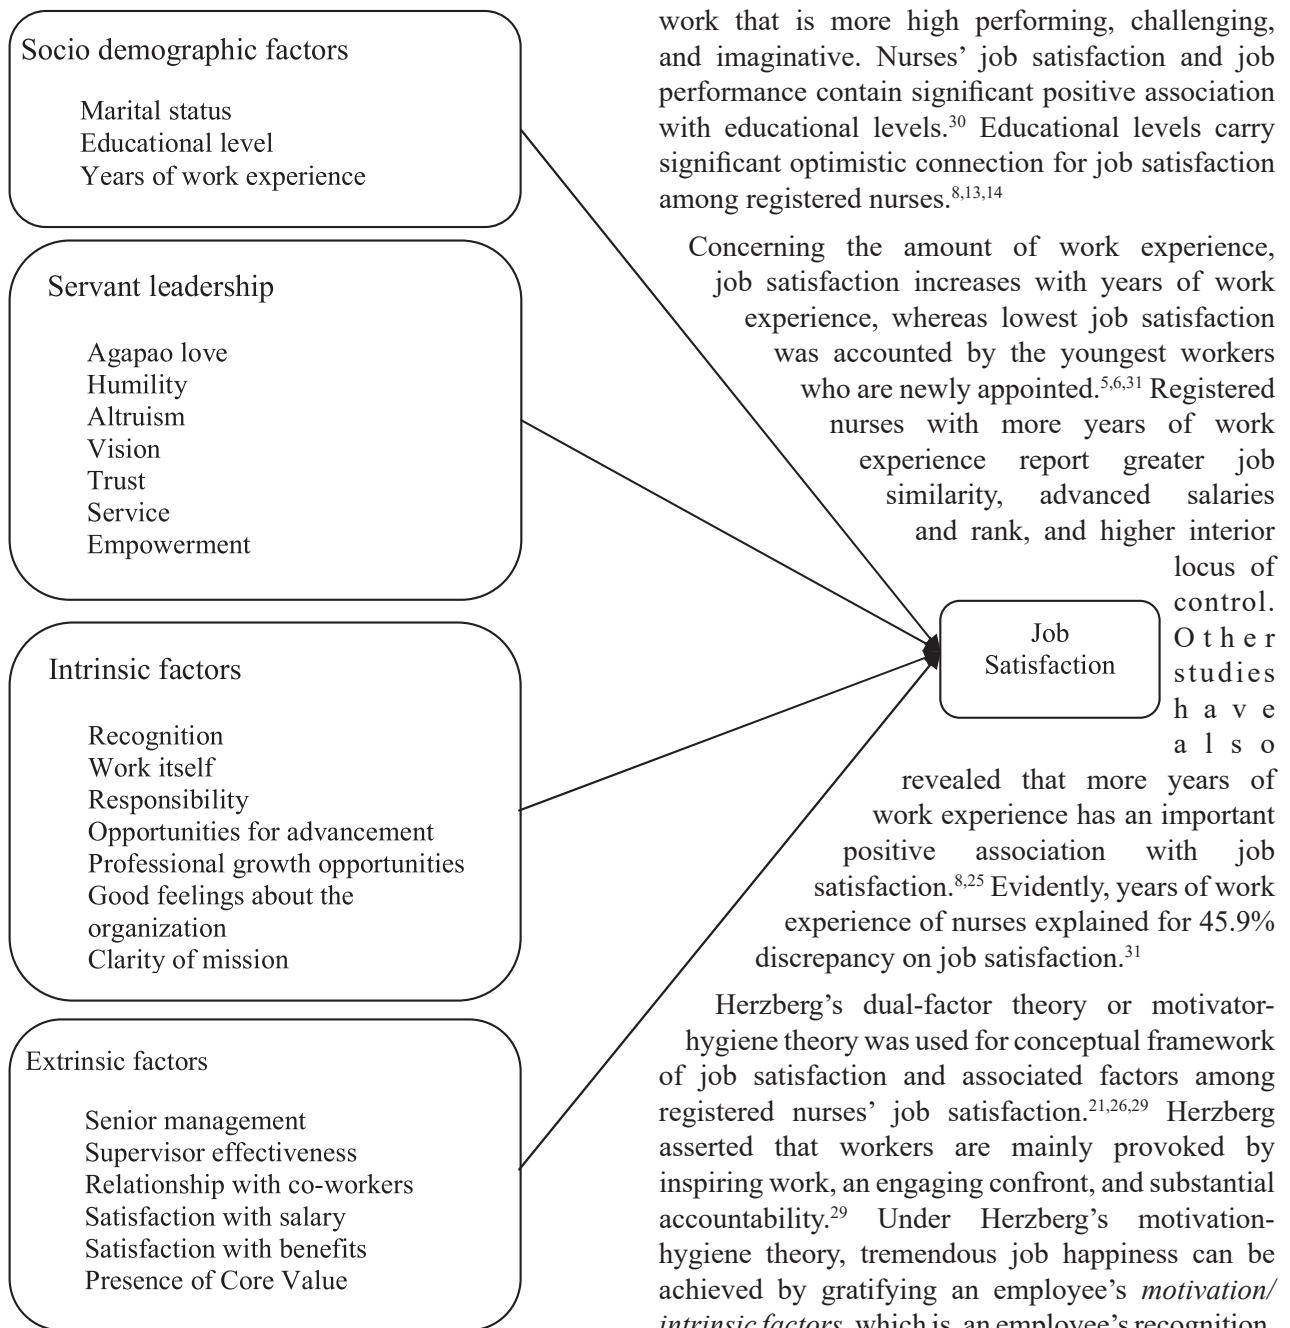 Socio demographic factors
Marital status
Educational level
Years of work experience
Servant leadership
Agapao love
Humility
Altruism
Vision
Trust
Service
Empowerment
Intrinsic factors
Recognition
Work itself
Responsibility
Opportunities for advancement
Professional growth opportunities
Good feelings about the
organization
Clarity of mission
Extrinsic factors
Senior management
Supervisor effectiveness
Relationship with co-workers
Satisfaction with salary
Satisfaction with benefits
Presence of Core Value
Job
Satisfaction
work that is more high performing, challenging,
and imaginative. Nurses’ job satisfaction and job
performance contain significant positive association
with educational levels.30 Educational levels carry
significant optimistic connection for job satisfaction
among registered nurses.8,13,14
Concerning the amount of work experience,
job satisfaction increases with years of work
experience, whereas lowest job satisfaction
was accounted by the youngest workers
who are newly appointed.5,6,31 Registered
nurses with more years of work
experience report greater job
similarity, advanced salaries
and rank, and higher interior
locus of
control.
Other
studies
have
also
revealed that more years of
work experience has an important
positive association with job
satisfaction.8,25 Evidently, years of work
experience of nurses explained for 45.9%
discrepancy on job satisfaction.31
Herzberg’s dual-factor theory or motivator-
hygiene theory was used for conceptual framework
of job satisfaction and associated factors among
registered nurses’ job satisfaction.21,26,29 Herzberg
asserted that workers are mainly provoked by
inspiring work, an engaging confront, and substantial
accountability.29 Under Herzberg’s motivation-
hygiene theory, tremendous job happiness can be
achieved by gratifying an employee’s motivation/
intrinsic factors, which is, an employee’s recognition,